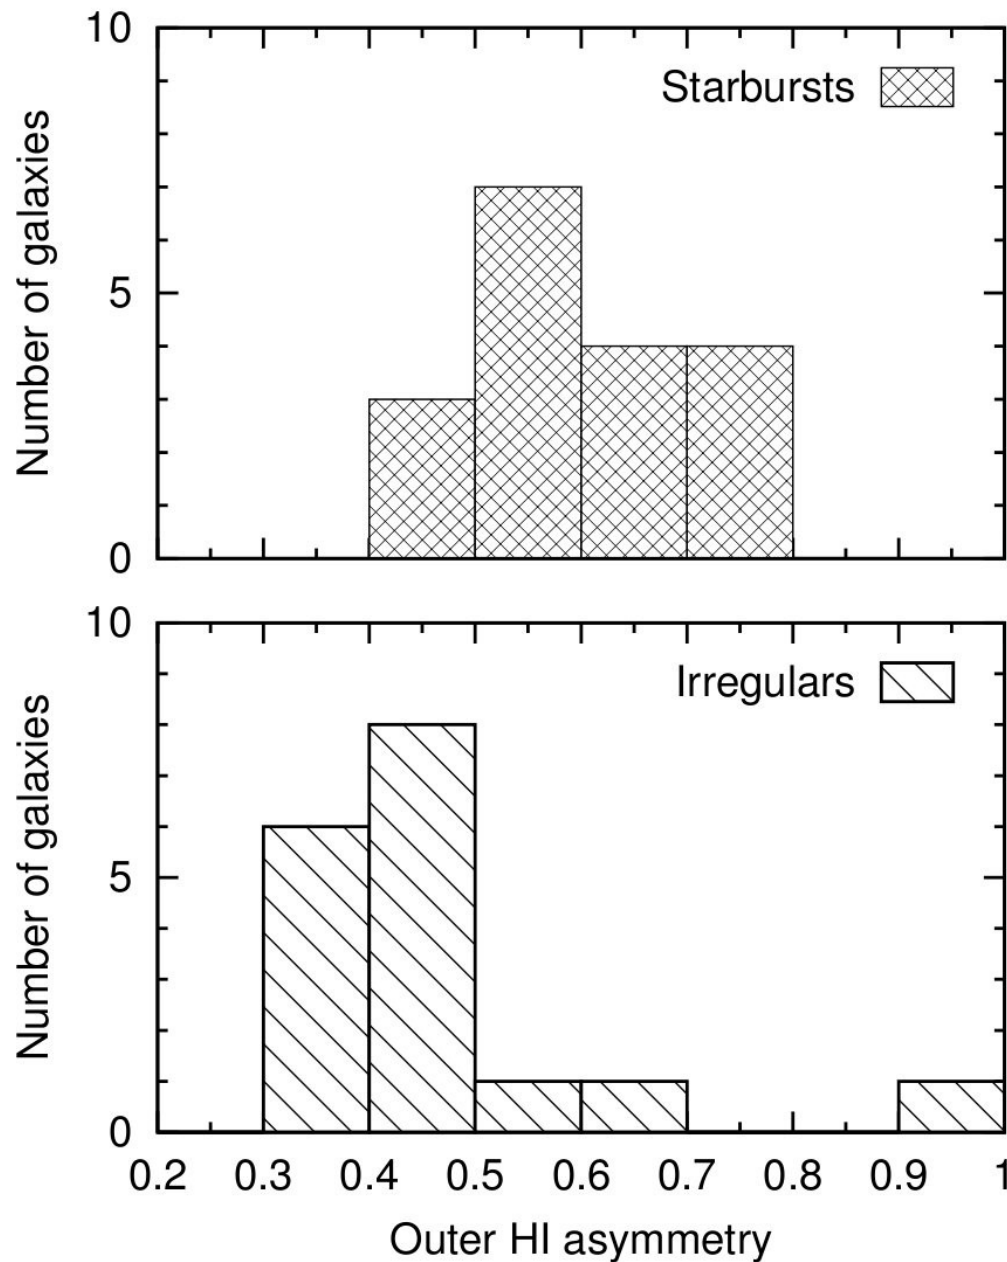 10
Starbursts
Number of galaxies
5
0
10
Irregulars
Number of galaxies
5
0
0.2 0.3 0.4 0.5 0.6 0.7 0.8 0.9 1
Outer HI asymmetry